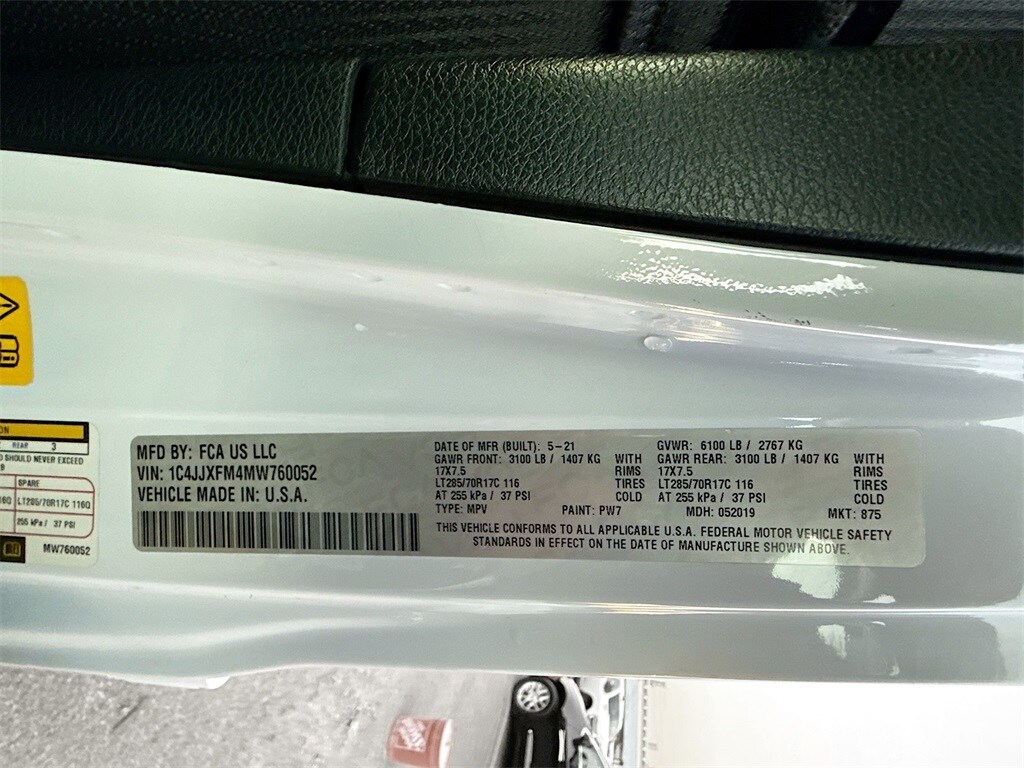 ON
REAR 3
D SHOULD NEVER EXCEED
SPARE
LT285/70R17C 116Q
255 kPa / 37 PSI
MW760052
MFD BY: FCA US LLC
VIN: 1C4JJXFM4MW760052
VEHICLE MADE IN: U.S.A.
DATE OF MFR (BUILT): 5-21
GAWR FRONT: 3100 LB / 1407 KG WITH
17X7.5 RIMS
LT285/70R17C 116 TIRES
AT 255 kPa / 37 PSI COLD
GVWR: 6100 LB / 2767 KG
GAWR REAR: 3100 LB / 1407 KG WITH
17X7.5 RIMS
LT285/70R17C 116 TIRES
AT 255 kPa / 37 PSI COLD
TYPE: MPV PAINT: PW7 MDH: 052019 MKT: 875
THIS VEHICLE CONFORMS TO ALL APPLICABLE U.S.A. FEDERAL MOTOR VEHICLE SAFETY
STANDARDS IN EFFECT ON THE DATE OF MANUFACTURE SHOWN ABOVE.